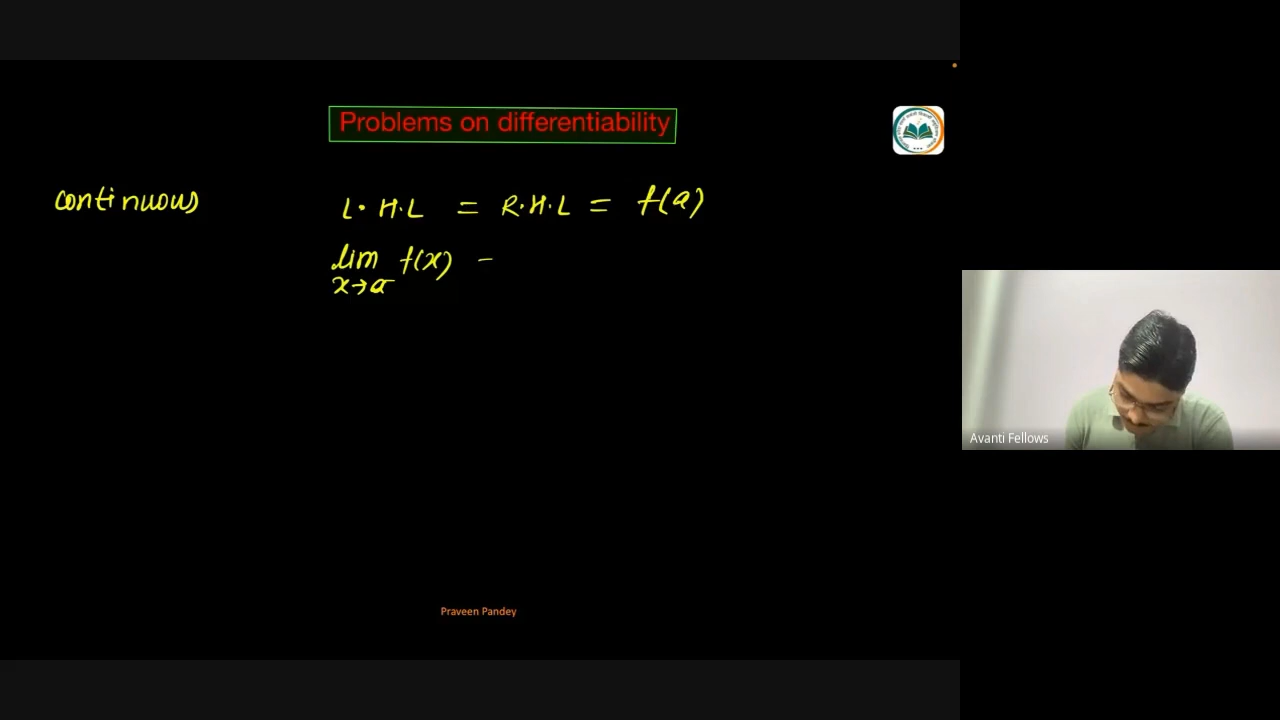 Problems on differentiability
continuous L.H.L = R.H.L = f(a)
lim f(x) -
x→a⁻
Avanti Fellows
Praveen Pandey